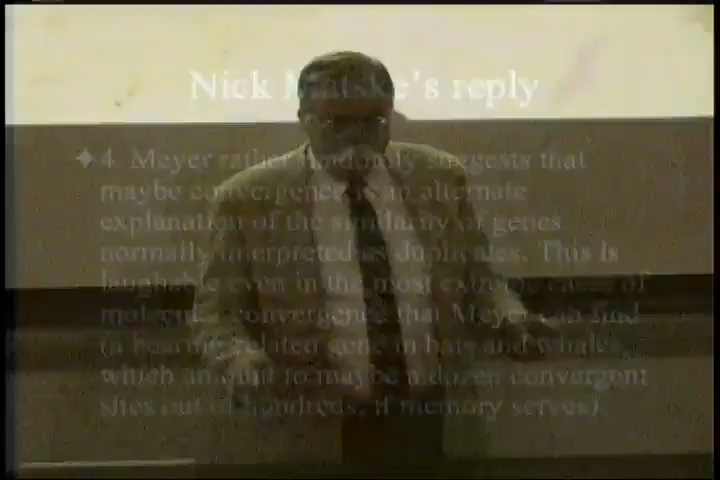 Nick Matzke's reply
4. Meyer rather randomly suggests that
maybe convergence is an alternate
explanation of the similarity of genes
normally interpreted as duplicates. This is
laughable even in the most extreme cases of
molecular convergence that Meyer can find
(a hearing-related gene in bats and whales,
which amount to maybe a dozen convergent
sites out of hundreds, if memory serves).